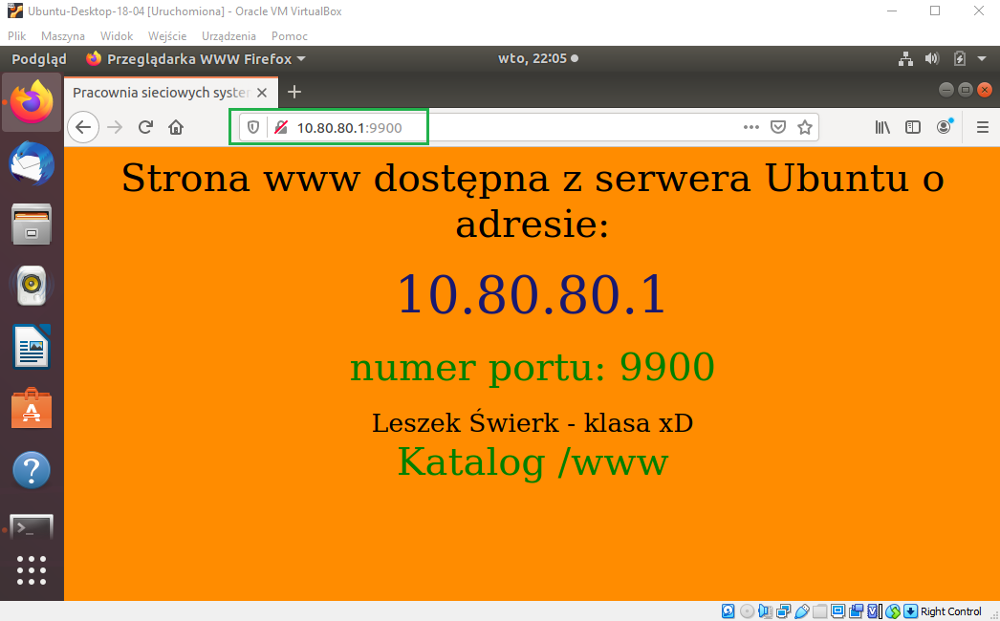 Ubuntu-Desktop-18-04 [Uruchomiona] - Oracle VM VirtualBox
Plik Maszyna Widok Wejście Urządzenia Pomoc
Podgląd Przeglądarka WWW Firefox wto, 22:05
Pracownia sieciowych syste
10.80.80.1:9900
Strona www dostępna z serwera Ubuntu o
adresie:
10.80.80.1
numer portu: 9900
Leszek Świerk - klasa xD
Katalog /www
Right Control